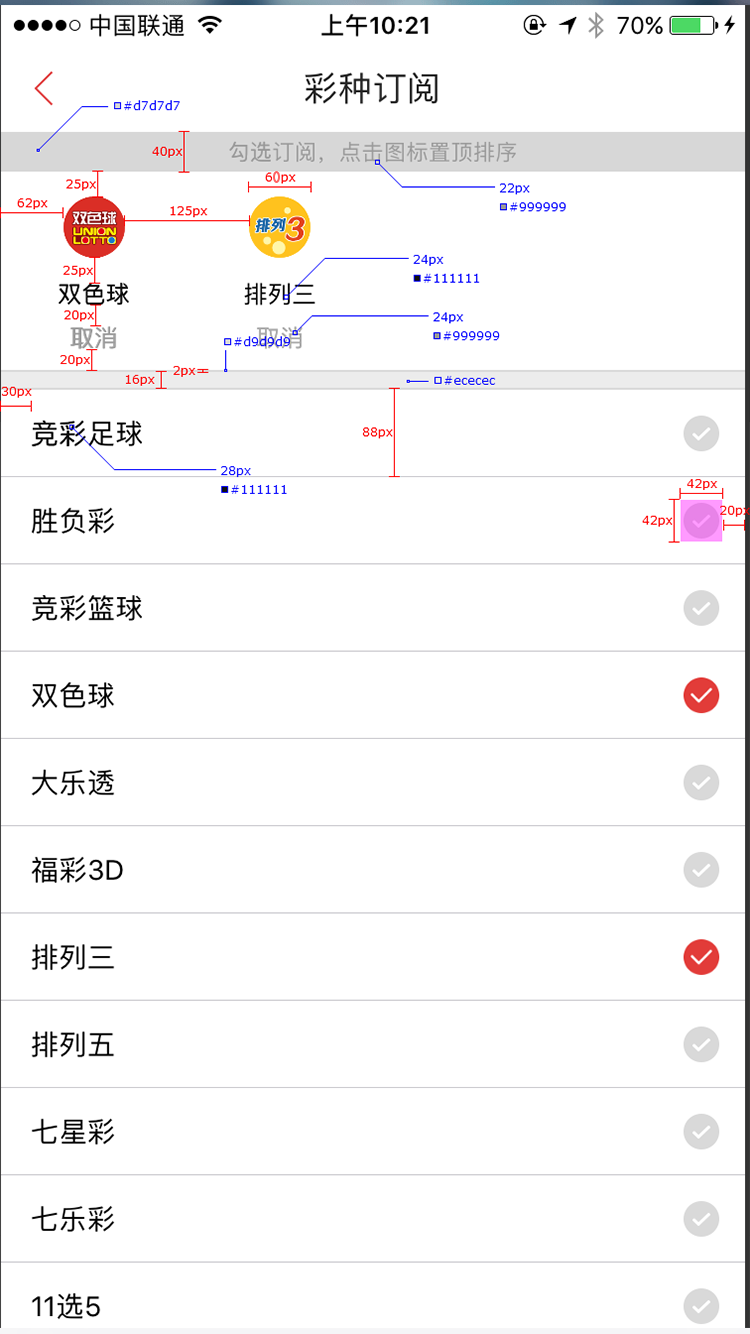 中国联通 上午10:21 70%
彩种订阅
#d7d7d7
40px 勾选订阅，点击图标置顶排序
25px 60px 22px
62px 125px #999999
双色球 UNION LOTTO 排列3
25px 24px
#111111
双色球 排列三
20px 24px
取消 取消 #999999
#d9d9d9
20px
16px 2px #ececec
30px
竞彩足球 88px
28px
#111111
42px
胜负彩 42px 20px
竞彩篮球
双色球
大乐透
福彩3D
排列三
排列五
七星彩
七乐彩
11选5